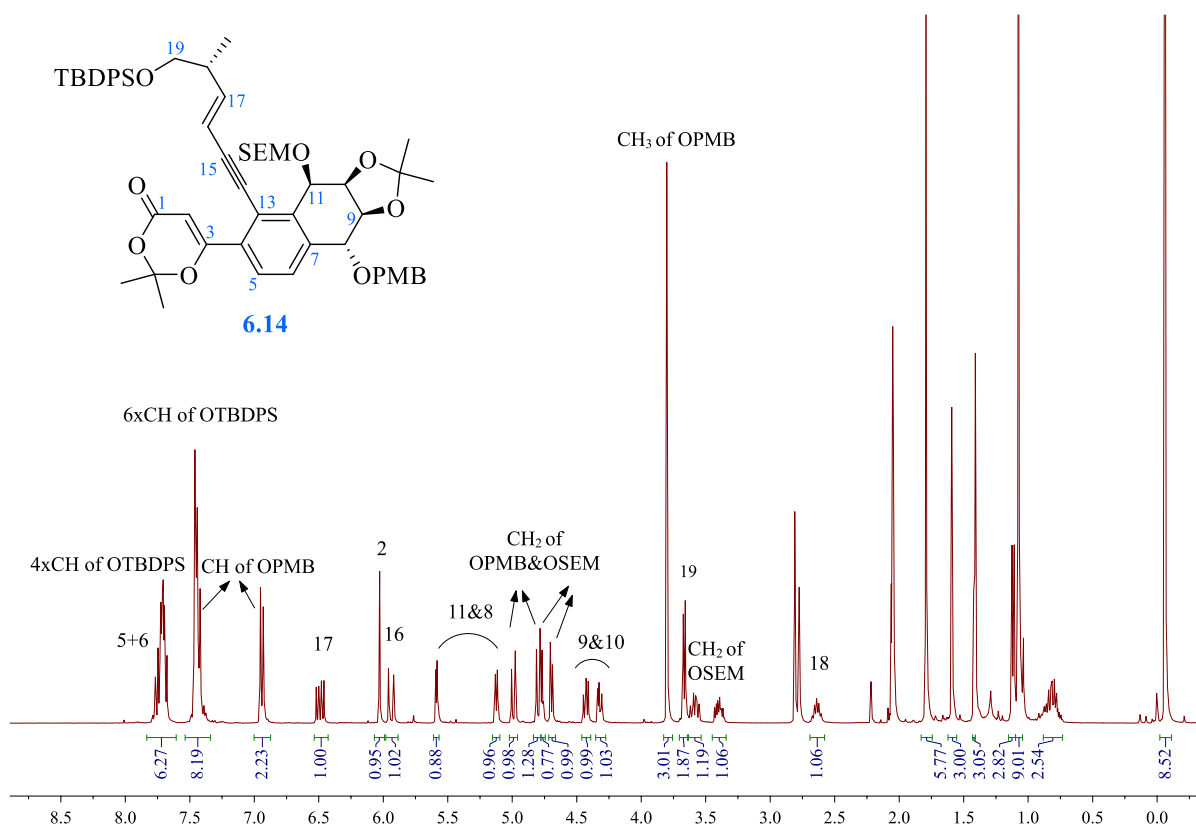 19
TBDPSO
17
15
SEMO
O
11
O
O
1
13
9
3
7
O
O
5
OPMB
6.14
CH3 of OPMB
6xCH of OTBDPS
4xCH of OTBDPS
CH of OPMB
5+6
17
2
16
11&8
CH2 of
OPMB&OSEM
9&10
19
CH2 of
OSEM
18
6.27
8.19
2.23
1.00
0.95
1.02
0.88
0.96
0.98
1.28
0.77
0.99
0.99
1.03
3.01
1.87
1.19
1.06
1.06
5.77
3.00
3.05
2.82
9.01
2.54
8.52
8.5 8.0 7.5 7.0 6.5 6.0 5.5 5.0 4.5 4.0 3.5 3.0 2.5 2.0 1.5 1.0 0.5 0.0